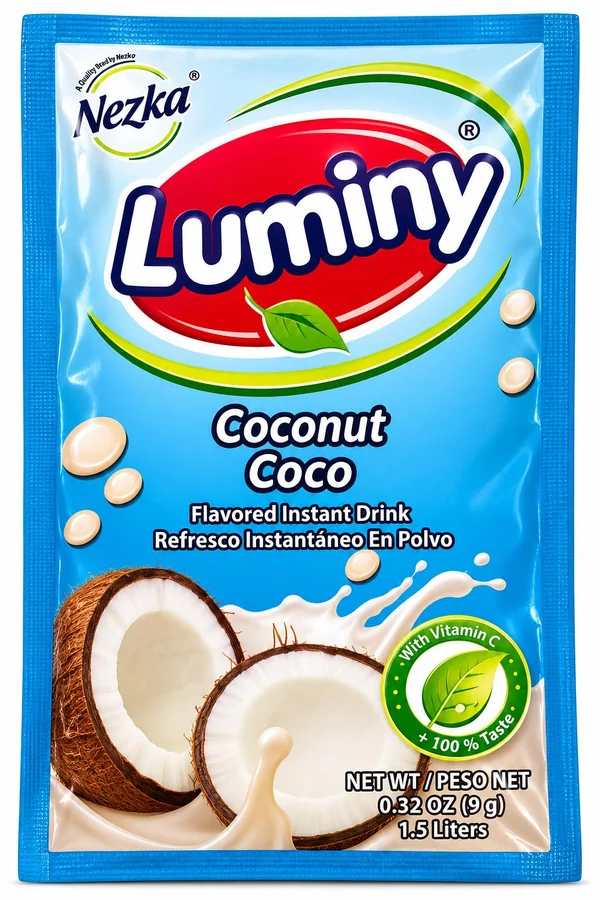 A Quality Brand by Nezka
Nezka®
Luminy®
Coconut
Coco
Flavored Instant Drink
Refresco Instantáneo En Polvo
With Vitamin C
+ 100 % Taste
NET WT / PESO NET
0.32 OZ (9 g)
1.5 Liters